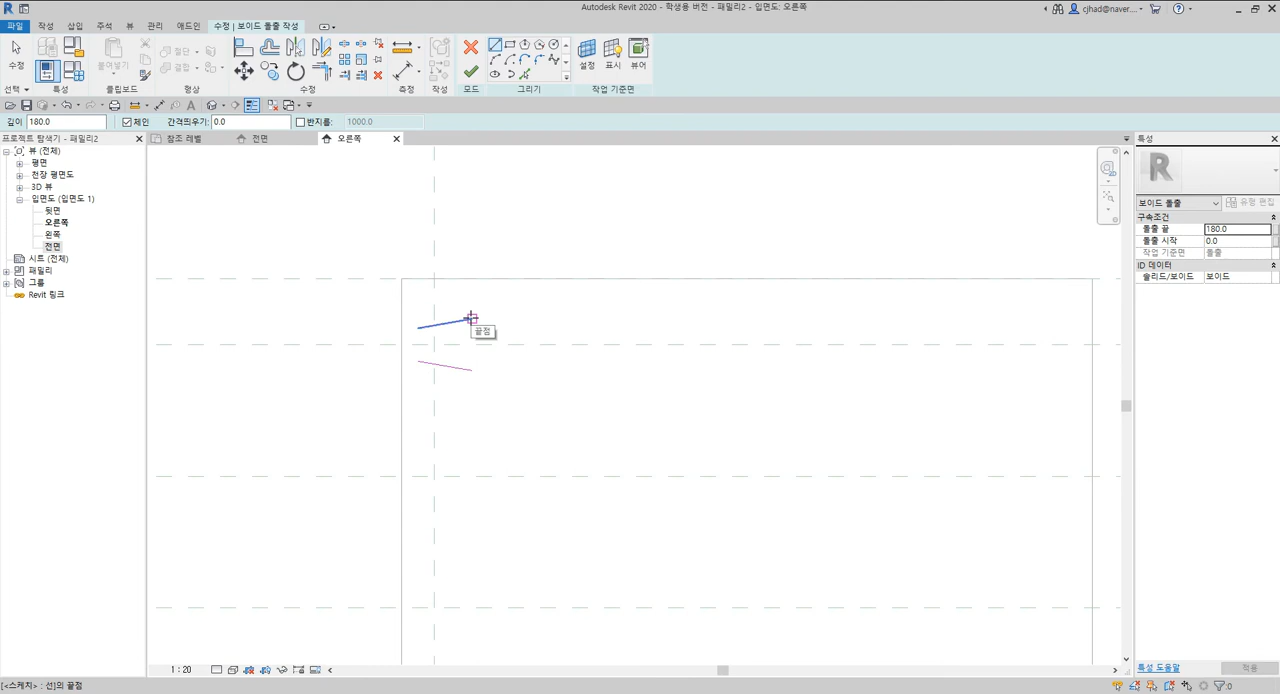 Autodesk Revit 2020 - 학생용 버전 - 패밀리2 - 입면도: 오른쪽
cjhad@naver....
파일 작성 삽입 주석 뷰 관리 애드인 수정 | 보이드 돌출 작성
수정
붙여넣기
절단
결합
설정 표시 뷰어
선택 특성 클립보드 형상 수정 측정 작성 모드 그리기 작업 기준면
깊이 180.0 체인 간격띄우기: 0.0 반지름: 1000.0
프로젝트 탐색기 - 패밀리2
참조 레벨 전면 오른쪽
특성
뷰 (전체)
평면
천장 평면도
3D 뷰
입면도 (입면도 1)
뒷면
오른쪽
왼쪽
전면
시트 (전체)
패밀리
그룹
Revit 링크
끝점
보이드 돌출 유형 편집
구속조건
돌출 끝 180.0
돌출 시작 0.0
작업 기준면 돌출
ID 데이터
솔리드/보이드 보이드
특성 도움말 적용
1 : 20
[<스케치> : 선]의 끝점
:0